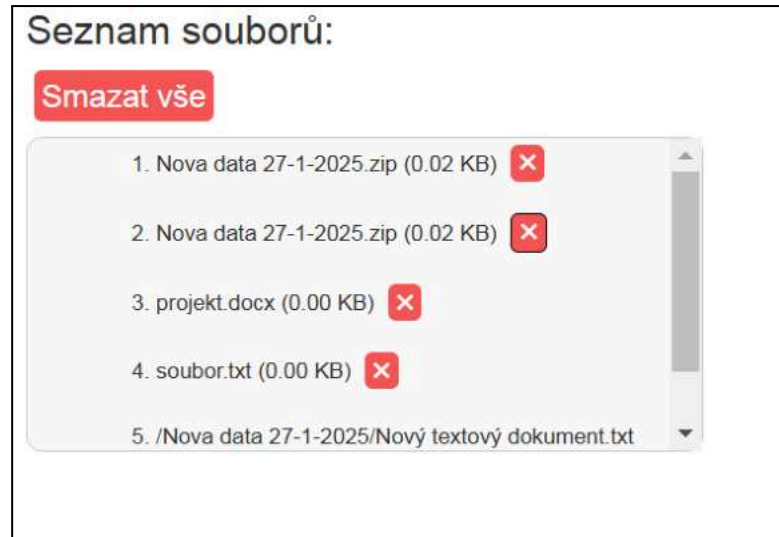 Seznam souborů:
Smazat vše
1. Nova data 27-1-2025.zip (0.02 KB)
2. Nova data 27-1-2025.zip (0.02 KB)
3. projekt.docx (0.00 KB)
4. soubor.txt (0.00 KB)
5. /Nova data 27-1-2025/Nový textový dokument.txt